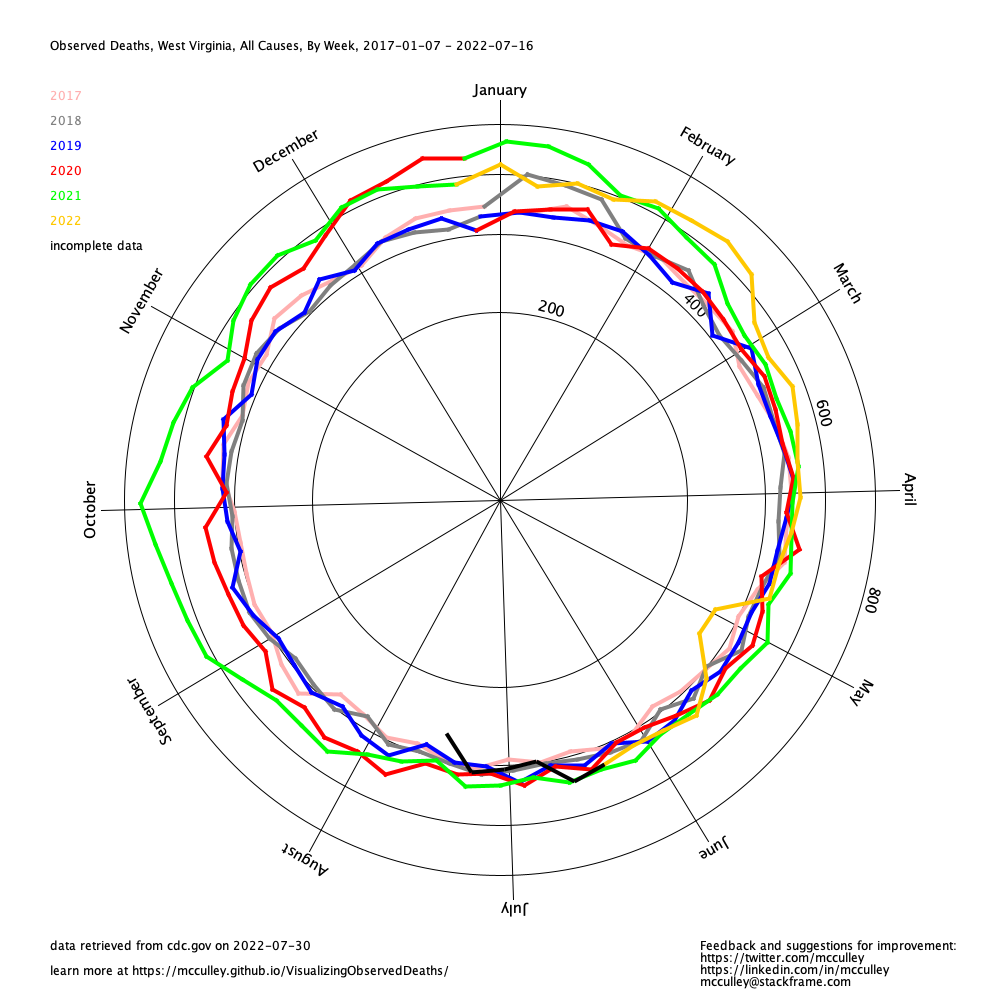 Observed Deaths, West Virginia, All Causes, By Week, 2017-01-07 - 2022-07-16
2017
2018
2019
2020
2021
2022
incomplete data
January
February
March
April
May
June
July
August
September
October
November
December
200
400
600
800
data retrieved from cdc.gov on 2022-07-30
learn more at https://mcculley.github.io/VisualizingObservedDeaths/
Feedback and suggestions for improvement:
https://twitter.com/mcculley
https://linkedin.com/in/mcculley
mcculley@stackframe.com